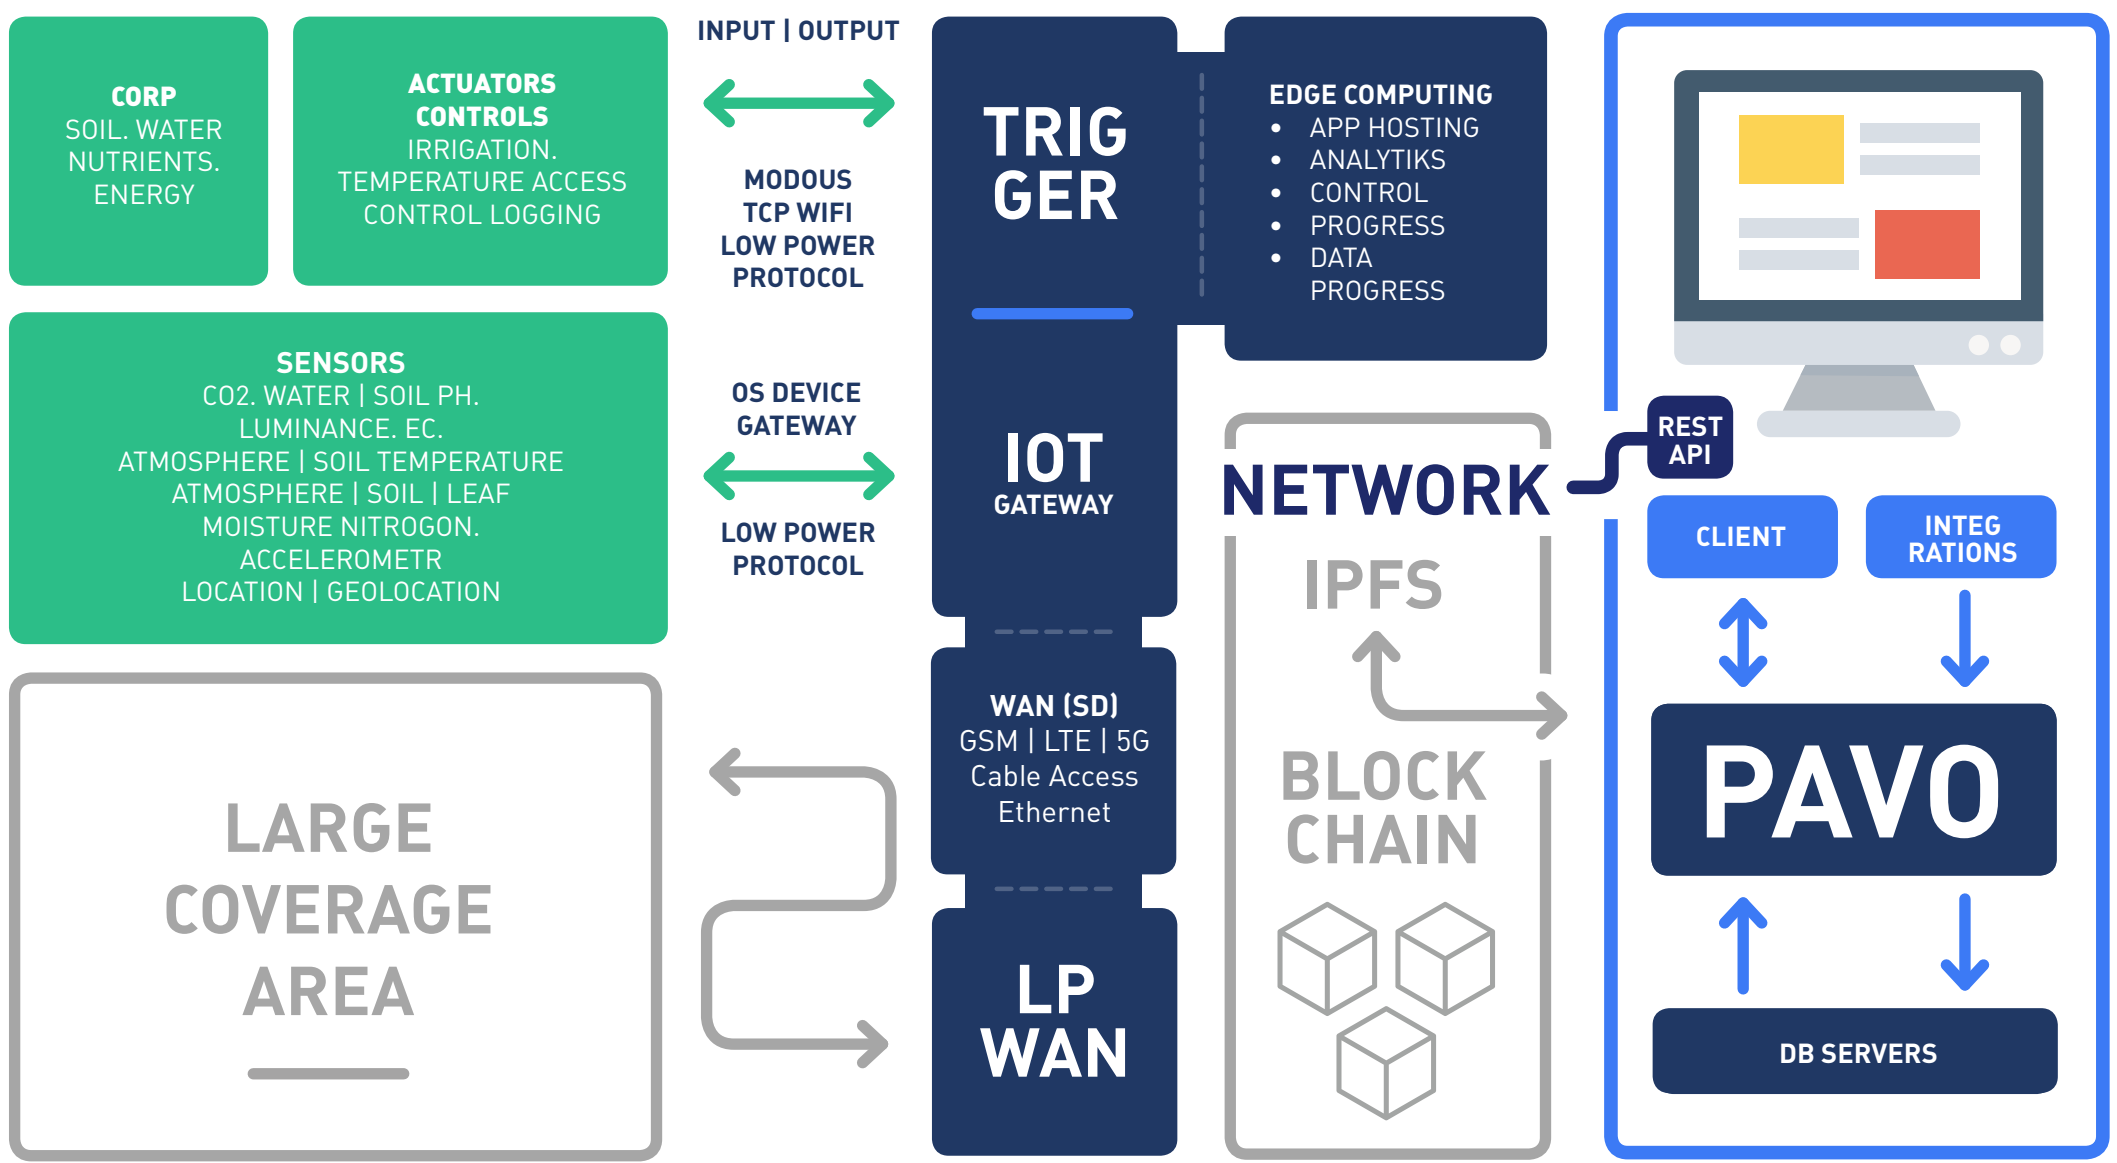 CORP
SOIL. WATER
NUTRIENTS.
ENERGY
ACTUATORS
CONTROLS
IRRIGATION.
TEMPERATURE ACCESS
CONTROL LOGGING
SENSORS
CO2. WATER | SOIL PH.
LUMINANCE. EC.
ATMOSPHERE | SOIL TEMPERATURE
ATMOSPHERE | SOIL | LEAF
MOISTURE NITROGON.
ACCELEROMETR
LOCATION | GEOLOCATION
LARGE
COVERAGE
AREA
INPUT | OUTPUT
MODOUS
TCP WIFI
LOW POWER
PROTOCOL
OS DEVICE
GATEWAY
LOW POWER
PROTOCOL
TRIG
GER
IOT
GATEWAY
WAN (SD)
GSM | LTE | 5G
Cable Access
Ethernet
LP
WAN
EDGE COMPUTING
• APP HOSTING
• ANALYTIKS
• CONTROL
• PROGRESS
• DATA
PROGRESS
NETWORK
IPFS
BLOCK
CHAIN
REST
API
CLIENT
INTEG
RATIONS
PAVO
DB SERVERS